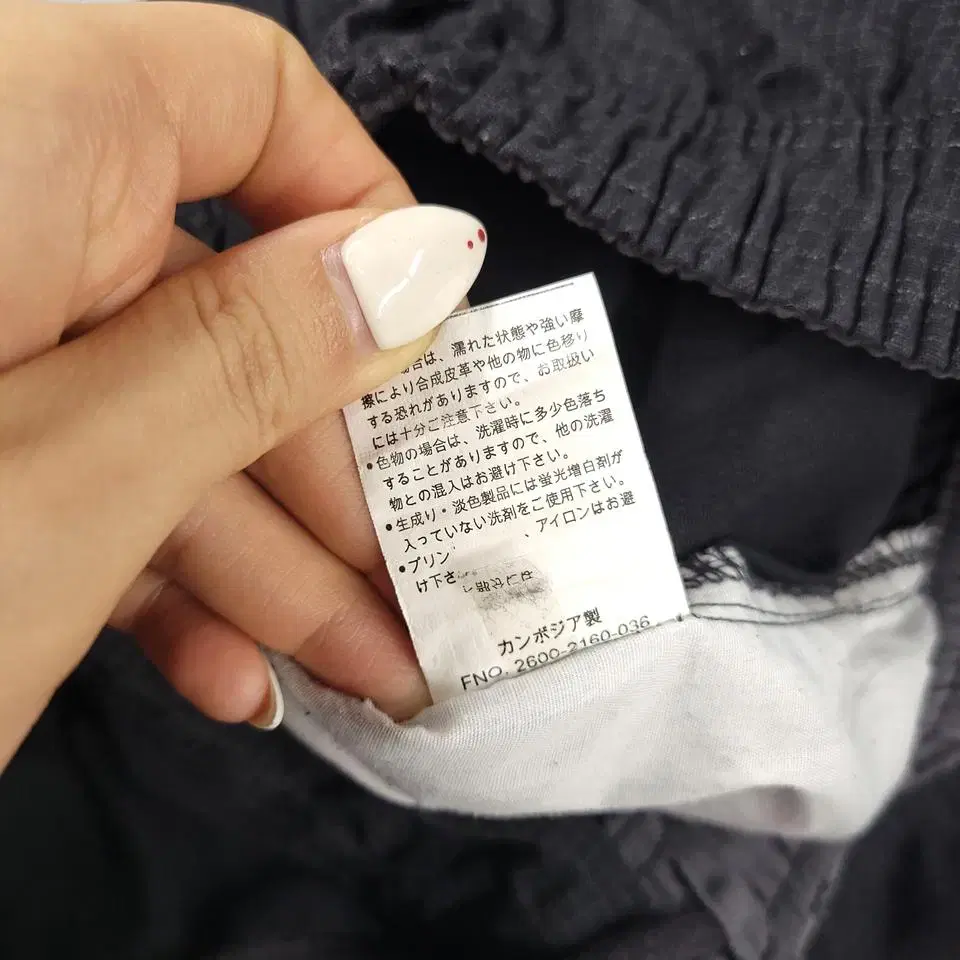 場合は、濡れた状態や強い摩
擦により合成皮革や他の物に色移り
する恐れがありますので、お取扱い
には十分ご注意下さい。
•色物の場合は、洗濯時に多少色落ち
することがありますので、他の洗濯
物との混入はお避け下さい。
•生成り・淡色製品には蛍光増白剤が
入っていない洗剤をご使用下さい。
•プリン 、アイロンはお避
け下さ
カンボジア製
FNO. 2600-2160-036